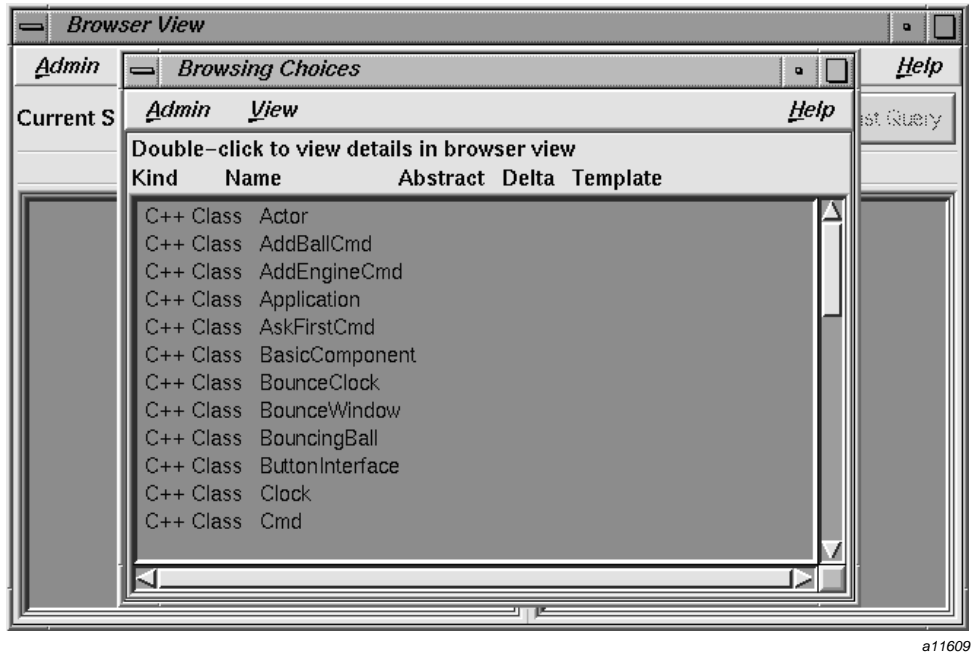 Browser View
Admin Help
Browsing Choices
Current S
Admin View Help
Query
Double-click to view details in browser view
Kind Name Abstract Delta Template
C++ Class Actor
C++ Class AddBallCmd
C++ Class AddEngineCmd
C++ Class Application
C++ Class AskFirstCmd
C++ Class BasicComponent
C++ Class BounceClock
C++ Class BounceWindow
C++ Class BouncingBall
C++ Class ButtonInterface
C++ Class Clock
C++ Class Cmd
a11609